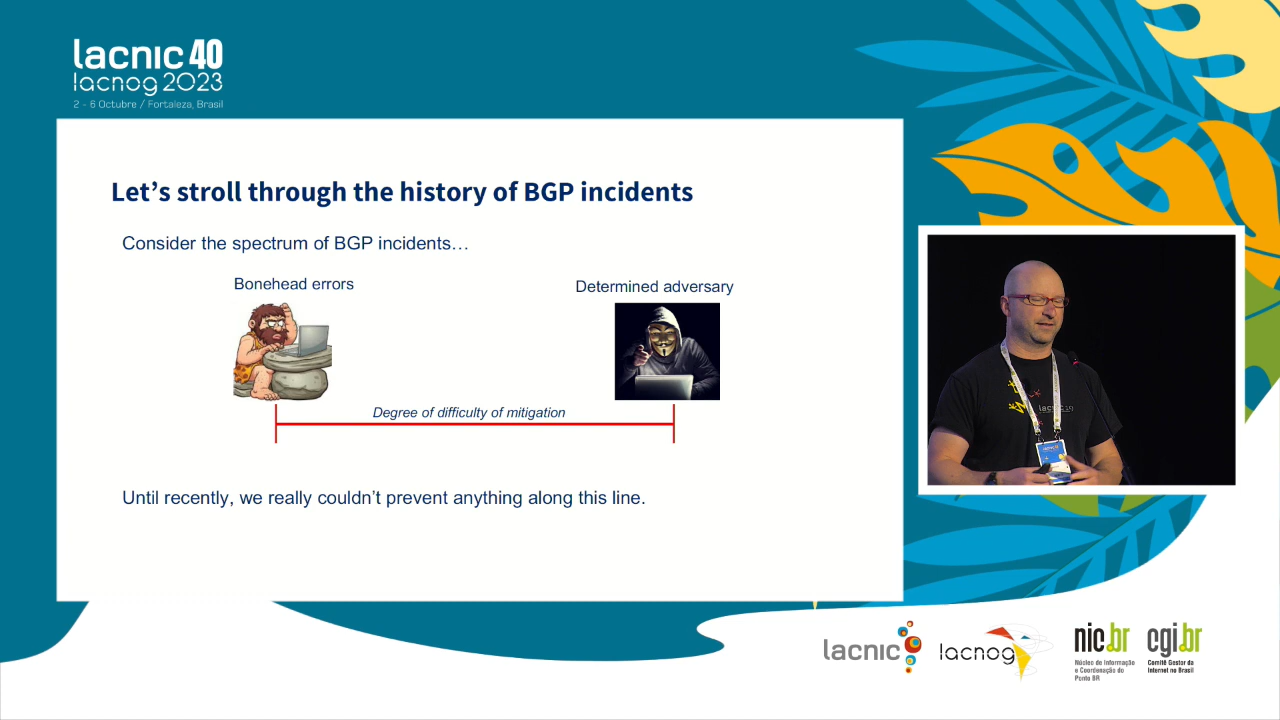 lacnic 40
lacnog 2023
2 - 6 Octubre / Fortaleza, Brasil
Let's stroll through the history of BGP incidents
Consider the spectrum of BGP incidents…
Bonehead errors
Determined adversary
Degree of difficulty of mitigation
Until recently, we really couldn't prevent anything along this line.
lacnic
lacnog
nic.br
Núcleo de Informação
e Coordenação do
Ponto BR
cgi.br
Comitê Gestor da
Internet no Brasil